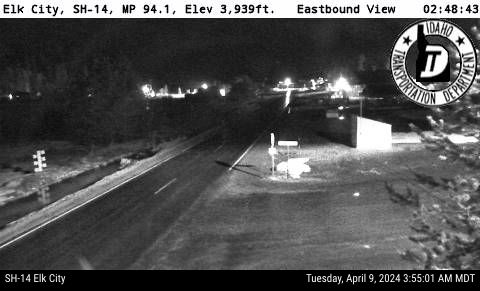 Elk City, SH-14, MP 94.1, Elev 3,939ft. Eastbound View 02:48:43
IDAHO
TRANSPORTATION DEPARTMENT
SH-14 Elk City Tuesday, April 9, 2024 3:55:01 AM MDT